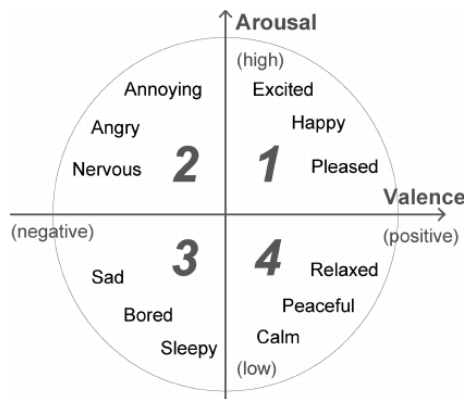 Arousal
(high)
Annoying
Excited
Angry
Happy
Nervous
2
1
Pleased
Valence
(negative)
(positive)
3
4
Sad
Relaxed
Bored
Peaceful
Sleepy
Calm
(low)